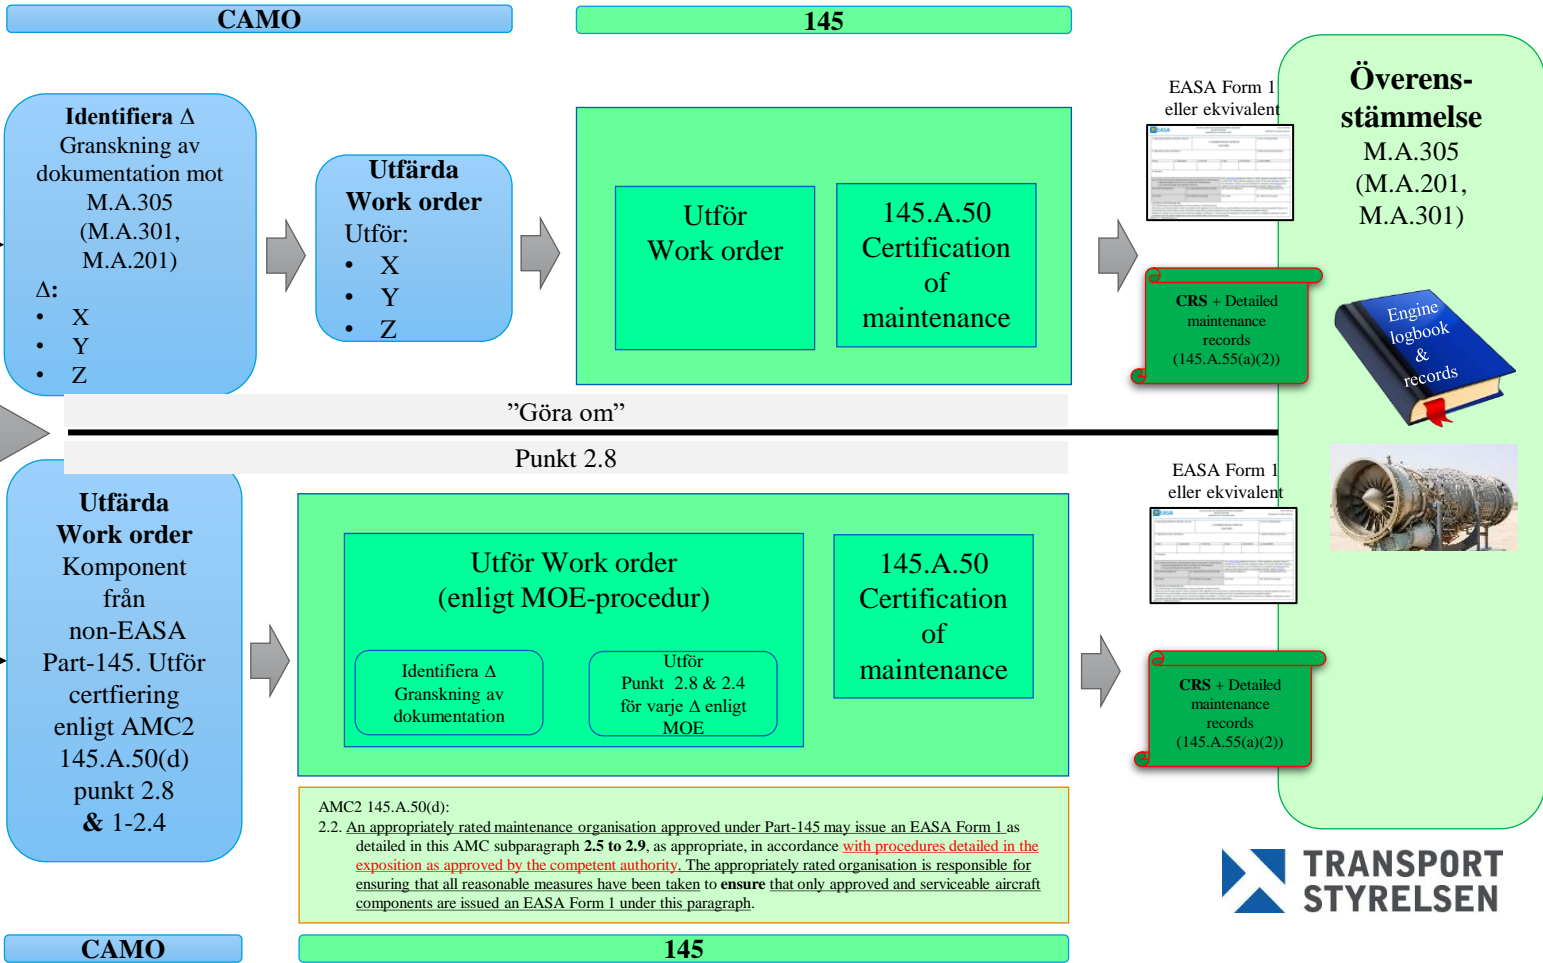 CAMO
145
Identifiera Δ
Granskning av
dokumentation mot
M.A.305
(M.A.301,
M.A.201)
Δ:
• X
• Y
• Z
Utfärda
Work order
Utför:
• X
• Y
• Z
Utför
Work order
145.A.50
Certification
of
maintenance
EASA Form 1
eller ekvivalent
EASA
CRS + Detailed
maintenance
records
(145.A.55(a)(2))
Överens-
stämmelse
M.A.305
(M.A.201,
M.A.301)
Engine
logbook
&
records
”Göra om”
Punkt 2.8
Utfärda
Work order
Komponent
från
non-EASA
Part-145. Utför
certfiering
enligt AMC2
145.A.50(d)
punkt 2.8
& 1-2.4
Utför Work order
(enligt MOE-procedur)
Identifiera Δ
Granskning av
dokumentation
Utför
Punkt 2.8 & 2.4
för varje Δ enligt
MOE
145.A.50
Certification
of
maintenance
EASA Form 1
eller ekvivalent
EASA
CRS + Detailed
maintenance
records
(145.A.55(a)(2))
AMC2 145.A.50(d):
2.2. An appropriately rated maintenance organisation approved under Part-145 may issue an EASA Form 1 as
detailed in this AMC subparagraph 2.5 to 2.9, as appropriate, in accordance with procedures detailed in the
exposition as approved by the competent authority. The appropriately rated organisation is responsible for
ensuring that all reasonable measures have been taken to ensure that only approved and serviceable aircraft
components are issued an EASA Form 1 under this paragraph.
TRANSPORT
STYRELSEN
CAMO
145